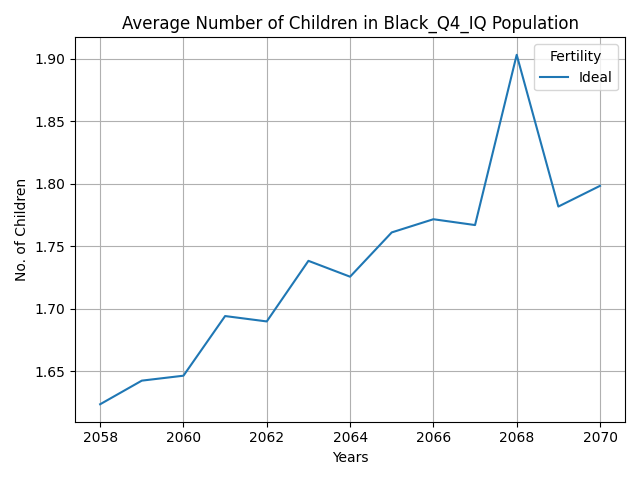 Average Number of Children in Black_Q4_IQ Population
Fertility
Ideal
1.90
1.85
1.80
1.75
1.70
1.65
No. of Children
2058 2060 2062 2064 2066 2068 2070
Years